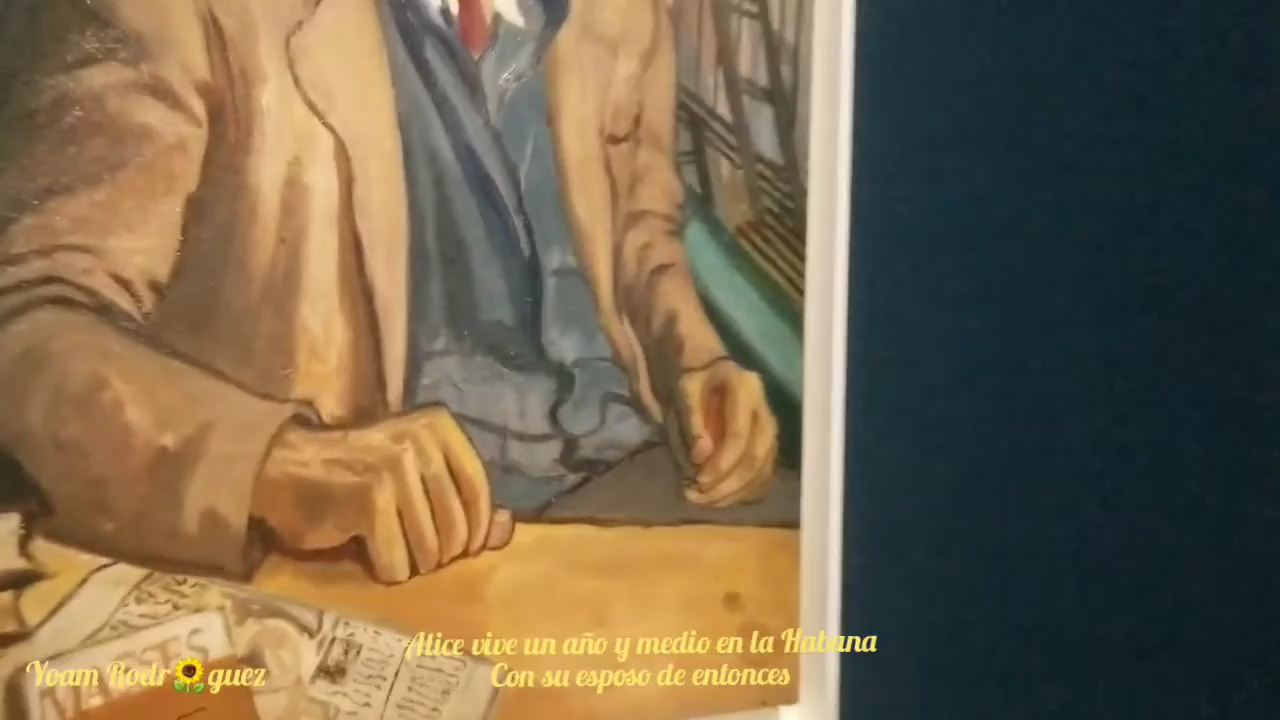 Alice vive un año y medio en la Habana
Con su esposo de entonces
Yoam Rodr🌻guez